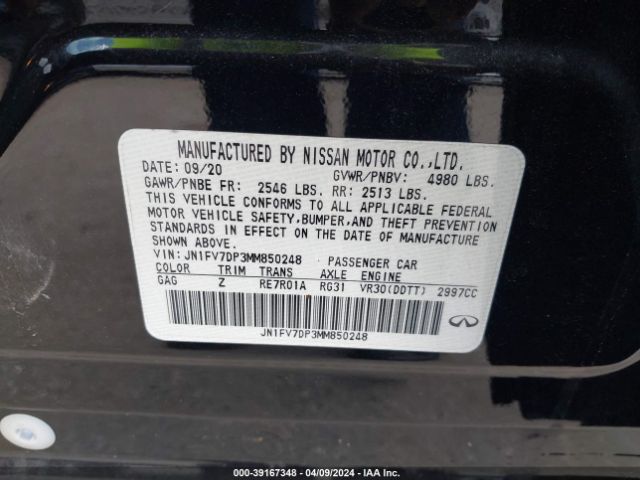 MANUFACTURED BY NISSAN MOTOR CO.,LTD.
DATE: 09/20 GVWR/PNBV: 4980 LBS.
GAWR/PNBE FR: 2546 LBS. RR: 2513 LBS.
THIS VEHICLE CONFORMS TO ALL APPLICABLE FEDERAL
MOTOR VEHICLE SAFETY, BUMPER, AND THEFT PREVENTION
STANDARDS IN EFFECT ON THE DATE OF MANUFACTURE
SHOWN ABOVE.
VIN: JN1FV7DP3MM850248 PASSENGER CAR
COLOR TRIM TRANS AXLE ENGINE
GAG Z RE7R01A RG31 VR30(DDTT) 2997CC
JN1FV7DP3MM850248
000-39167348 - 04/09/2024 - IAA Inc.